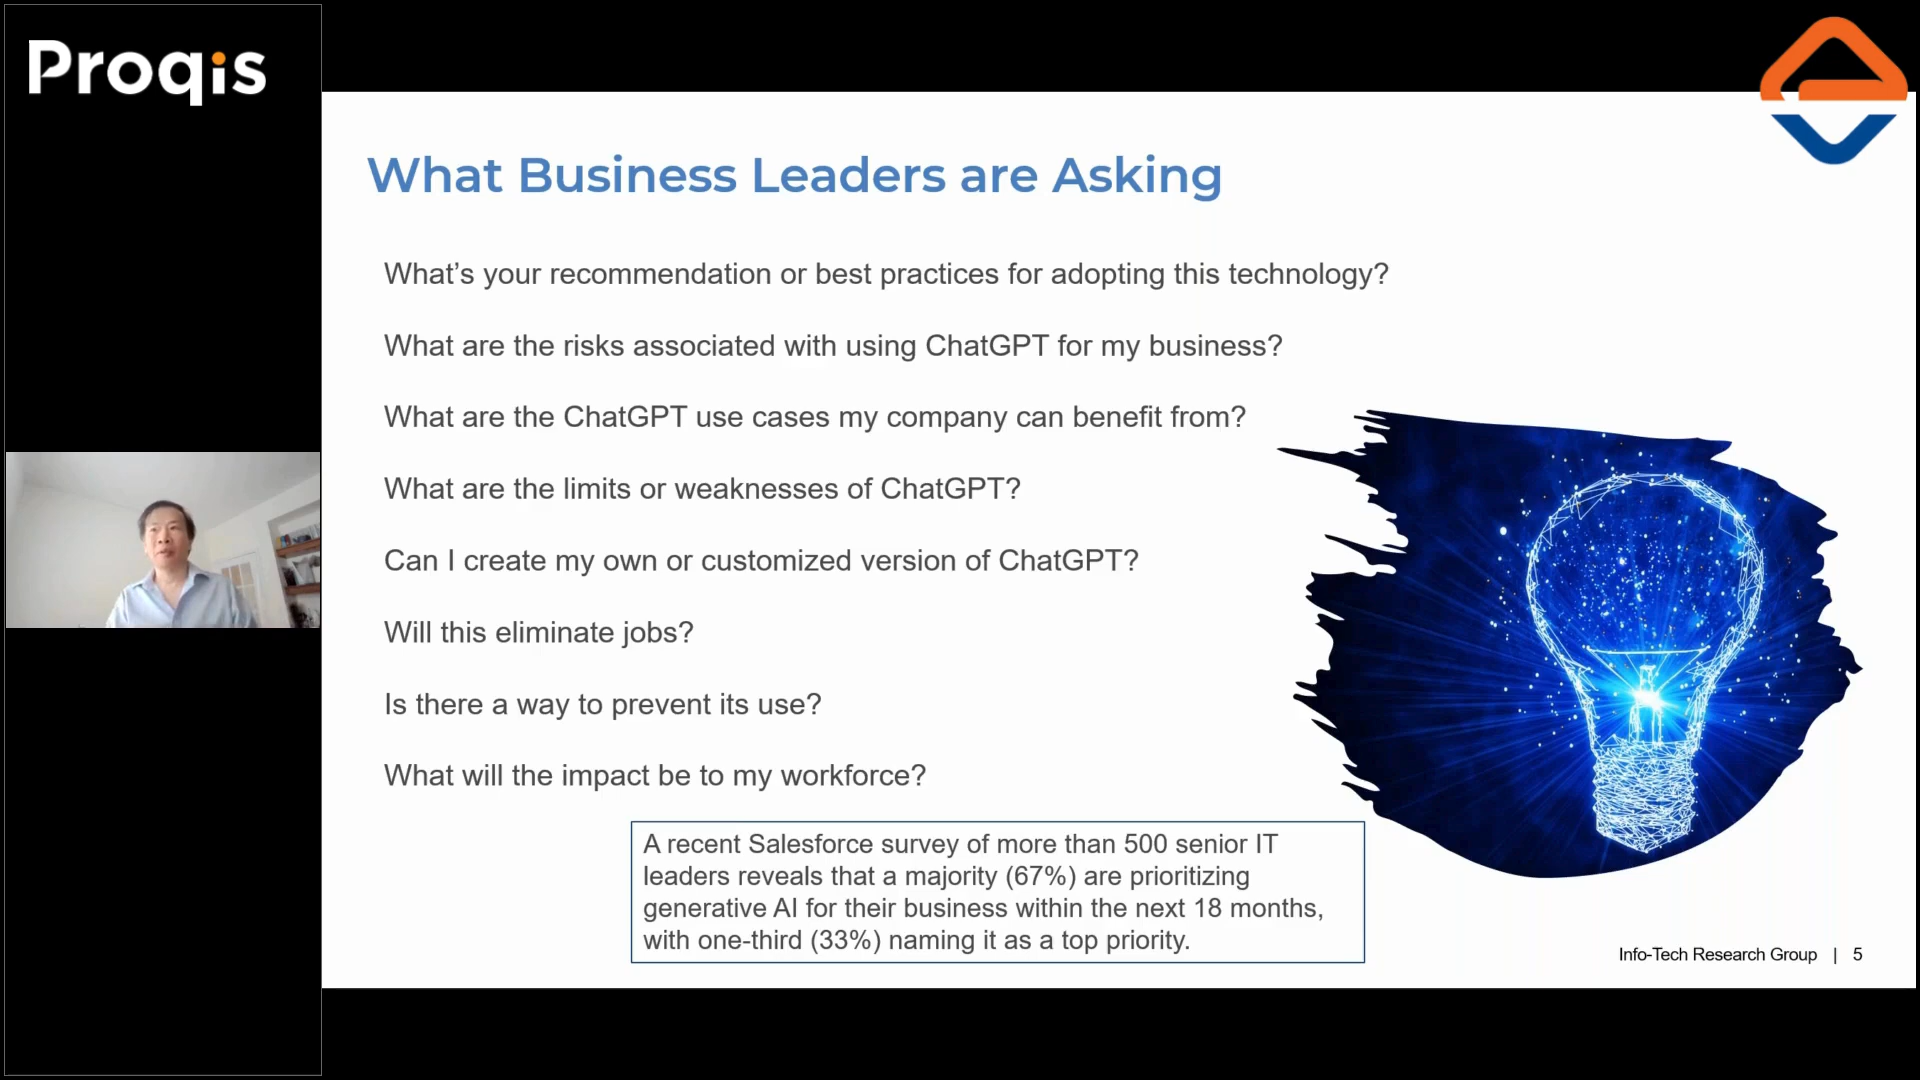 Proqis
What Business Leaders are Asking
What’s your recommendation or best practices for adopting this technology?
What are the risks associated with using ChatGPT for my business?
What are the ChatGPT use cases my company can benefit from?
What are the limits or weaknesses of ChatGPT?
Can I create my own or customized version of ChatGPT?
Will this eliminate jobs?
Is there a way to prevent its use?
What will the impact be to my workforce?
A recent Salesforce survey of more than 500 senior IT
leaders reveals that a majority (67%) are prioritizing
generative AI for their business within the next 18 months,
with one-third (33%) naming it as a top priority.
Info-Tech Research Group | 5